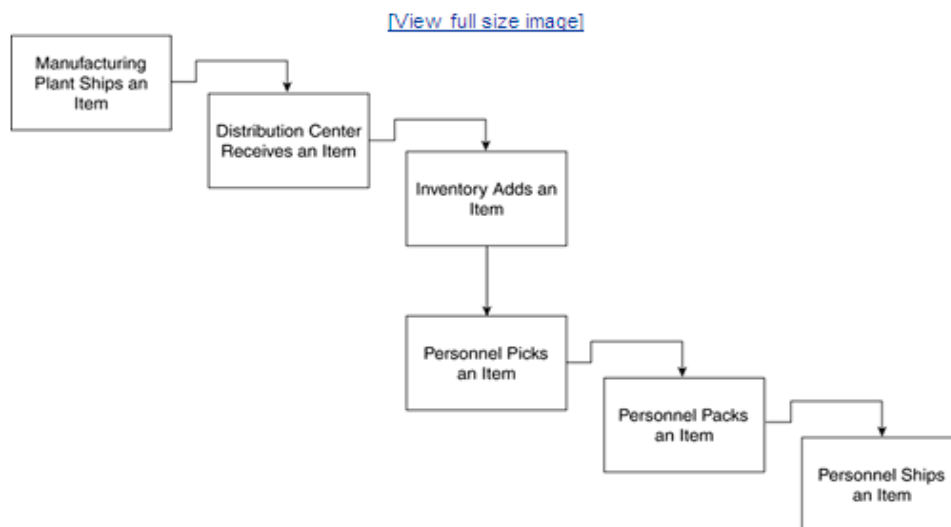 [View full size image]
Manufacturing
Plant Ships an
Item
Distribution Center
Receives an Item
Inventory Adds an
Item
Personnel Picks
an Item
Personnel Packs
an Item
Personnel Ships
an Item